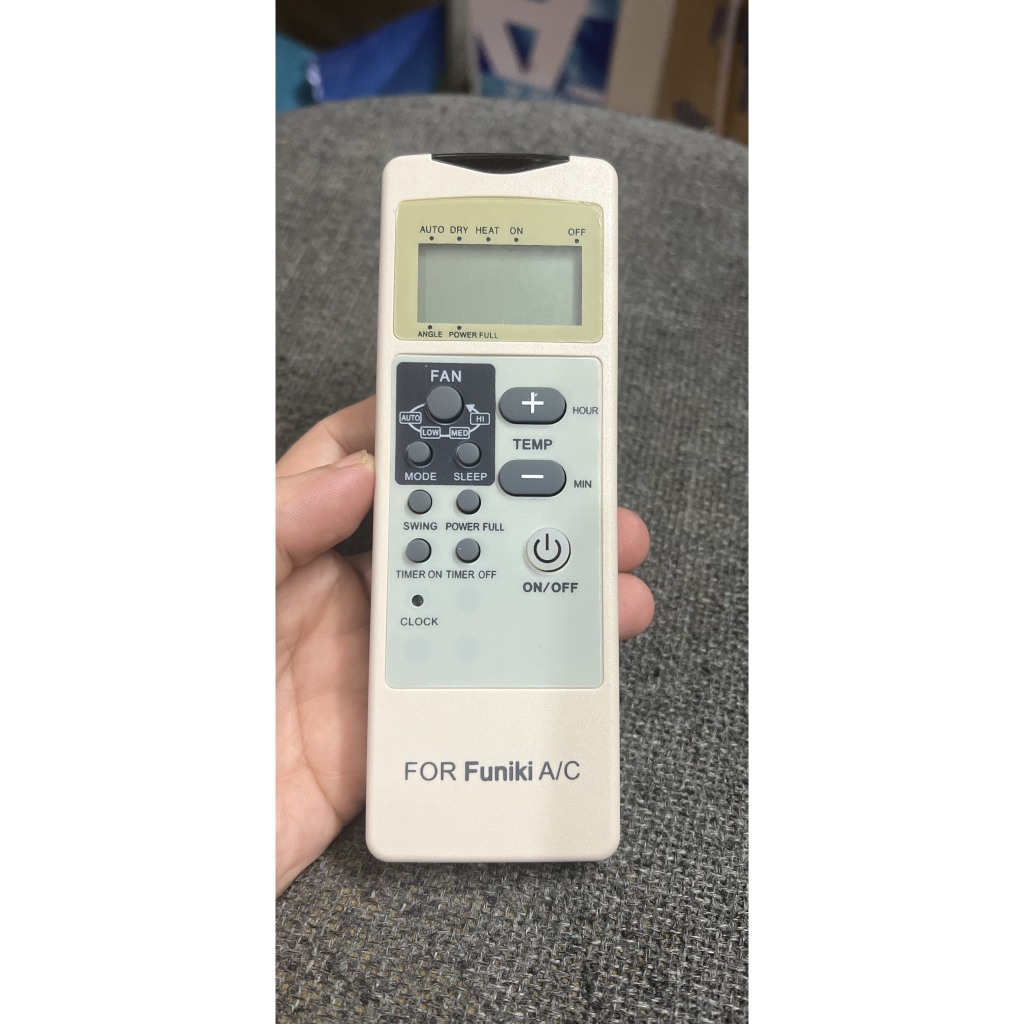 AUTO DRY HEAT ON OFF
ANGLE POWER FULL
FAN
AUTO HI
LOW MED
MODE SLEEP
+ HOUR
TEMP
− MIN
SWING POWER FULL
TIMER ON TIMER OFF
ON/OFF
CLOCK
FOR Funiki A/C